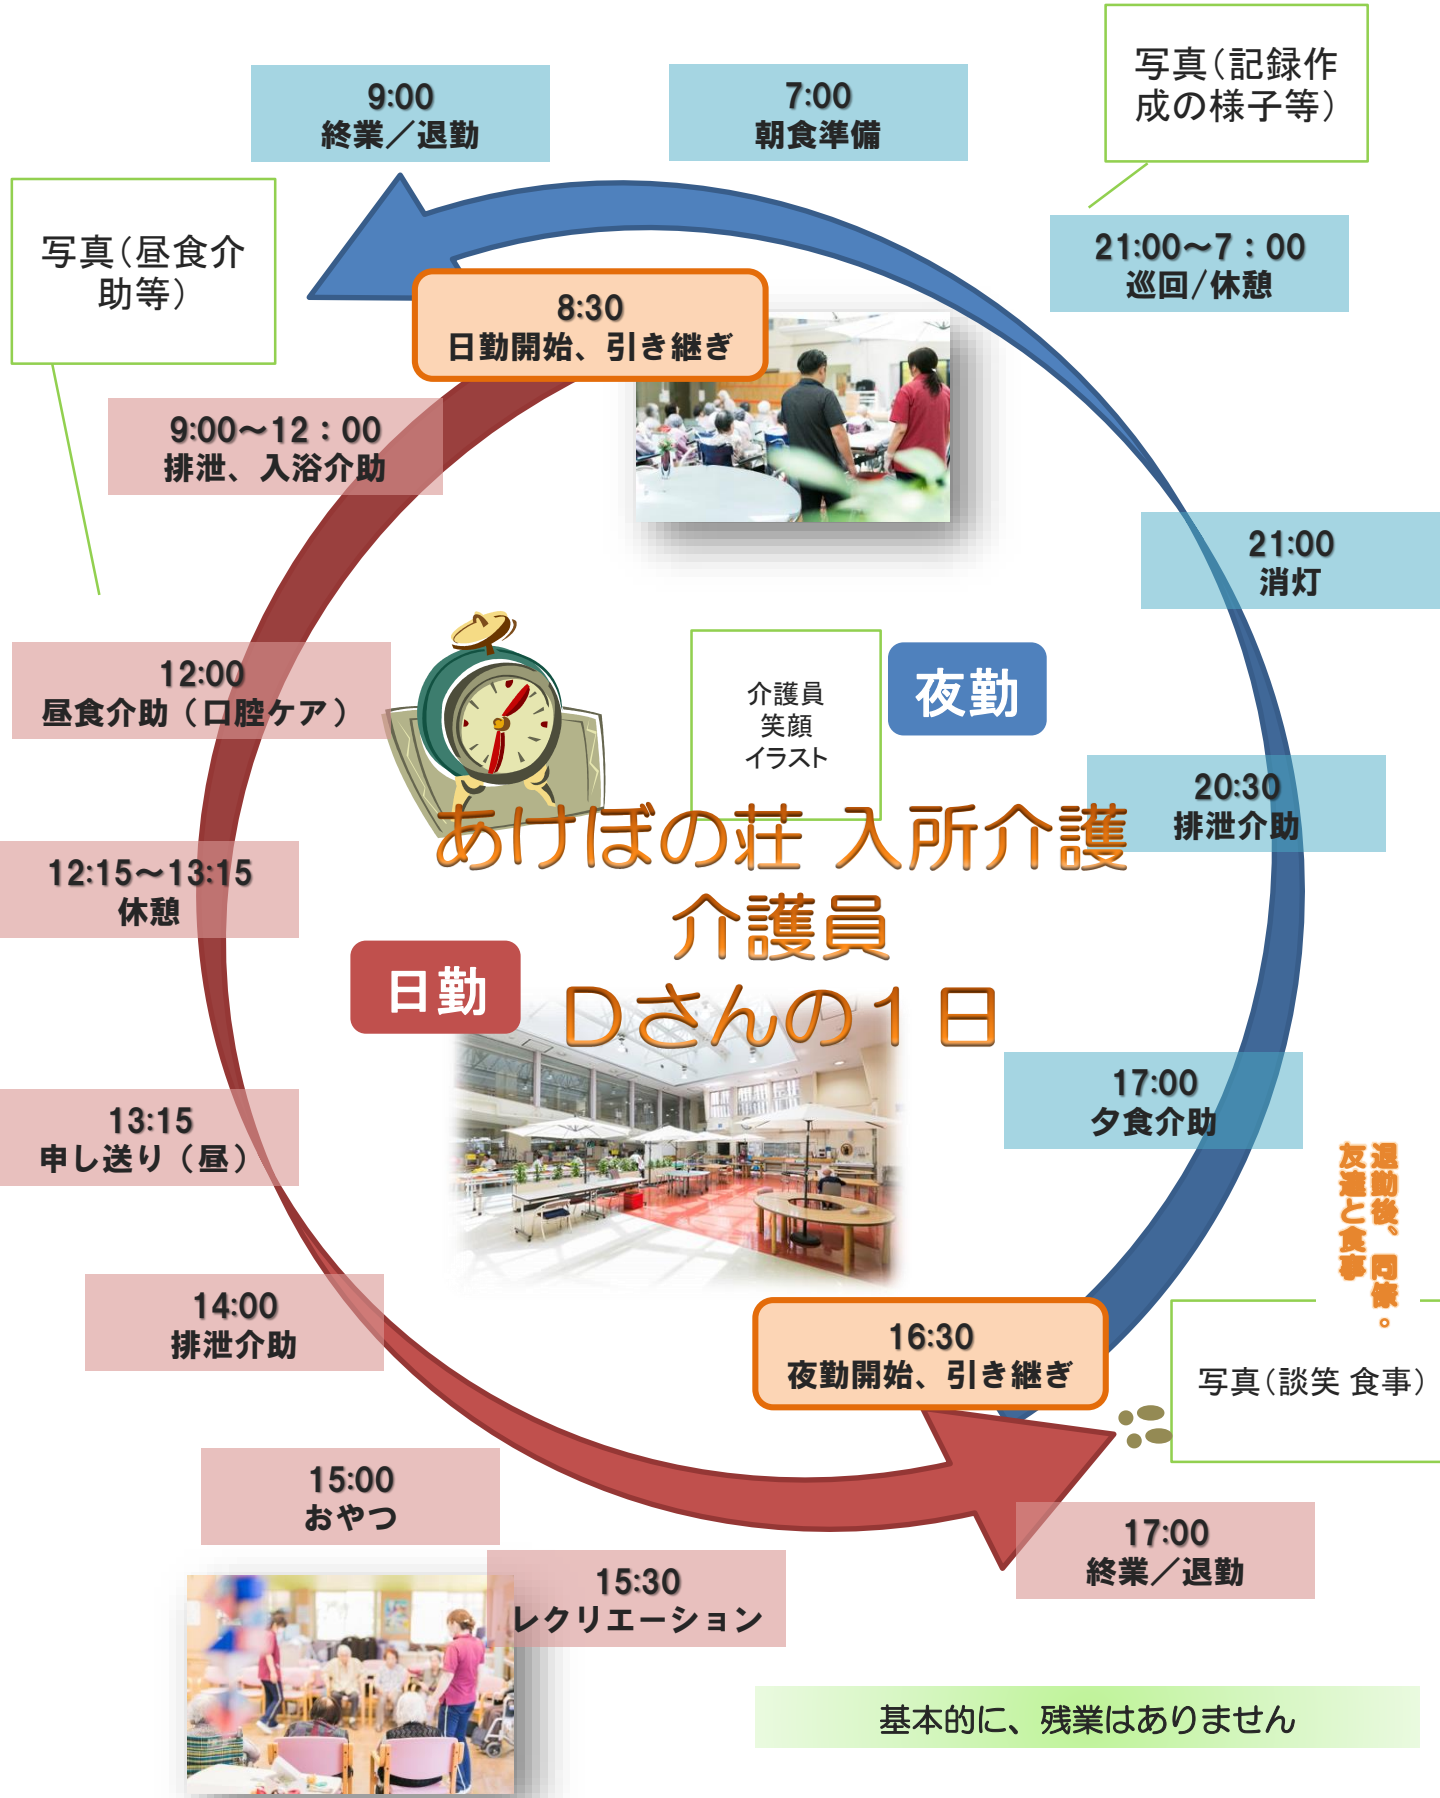 写真（記録作
成の様子等）
9:00
終業／退勤
7:00
朝食準備
写真（昼食介
助等）
21:00～7：00
巡回/休憩
8:30
日勤開始、引き継ぎ
9:00～12：00
排泄、入浴介助
21:00
消灯
12:00
昼食介助（口腔ケア）
介護員
笑顔
イラスト
夜勤
20:30
排泄介助
あけぼの荘 入所介護
介護員
Dさんの１日
12:15～13:15
休憩
日勤
17:00
夕食介助
13:15
申し送り（昼）
退勤後、同僚。
友達と食事
14:00
排泄介助
16:30
夜勤開始、引き継ぎ
写真（談笑 食事）
15:00
おやつ
17:00
終業／退勤
15:30
レクリエーション
基本的に、残業はありません